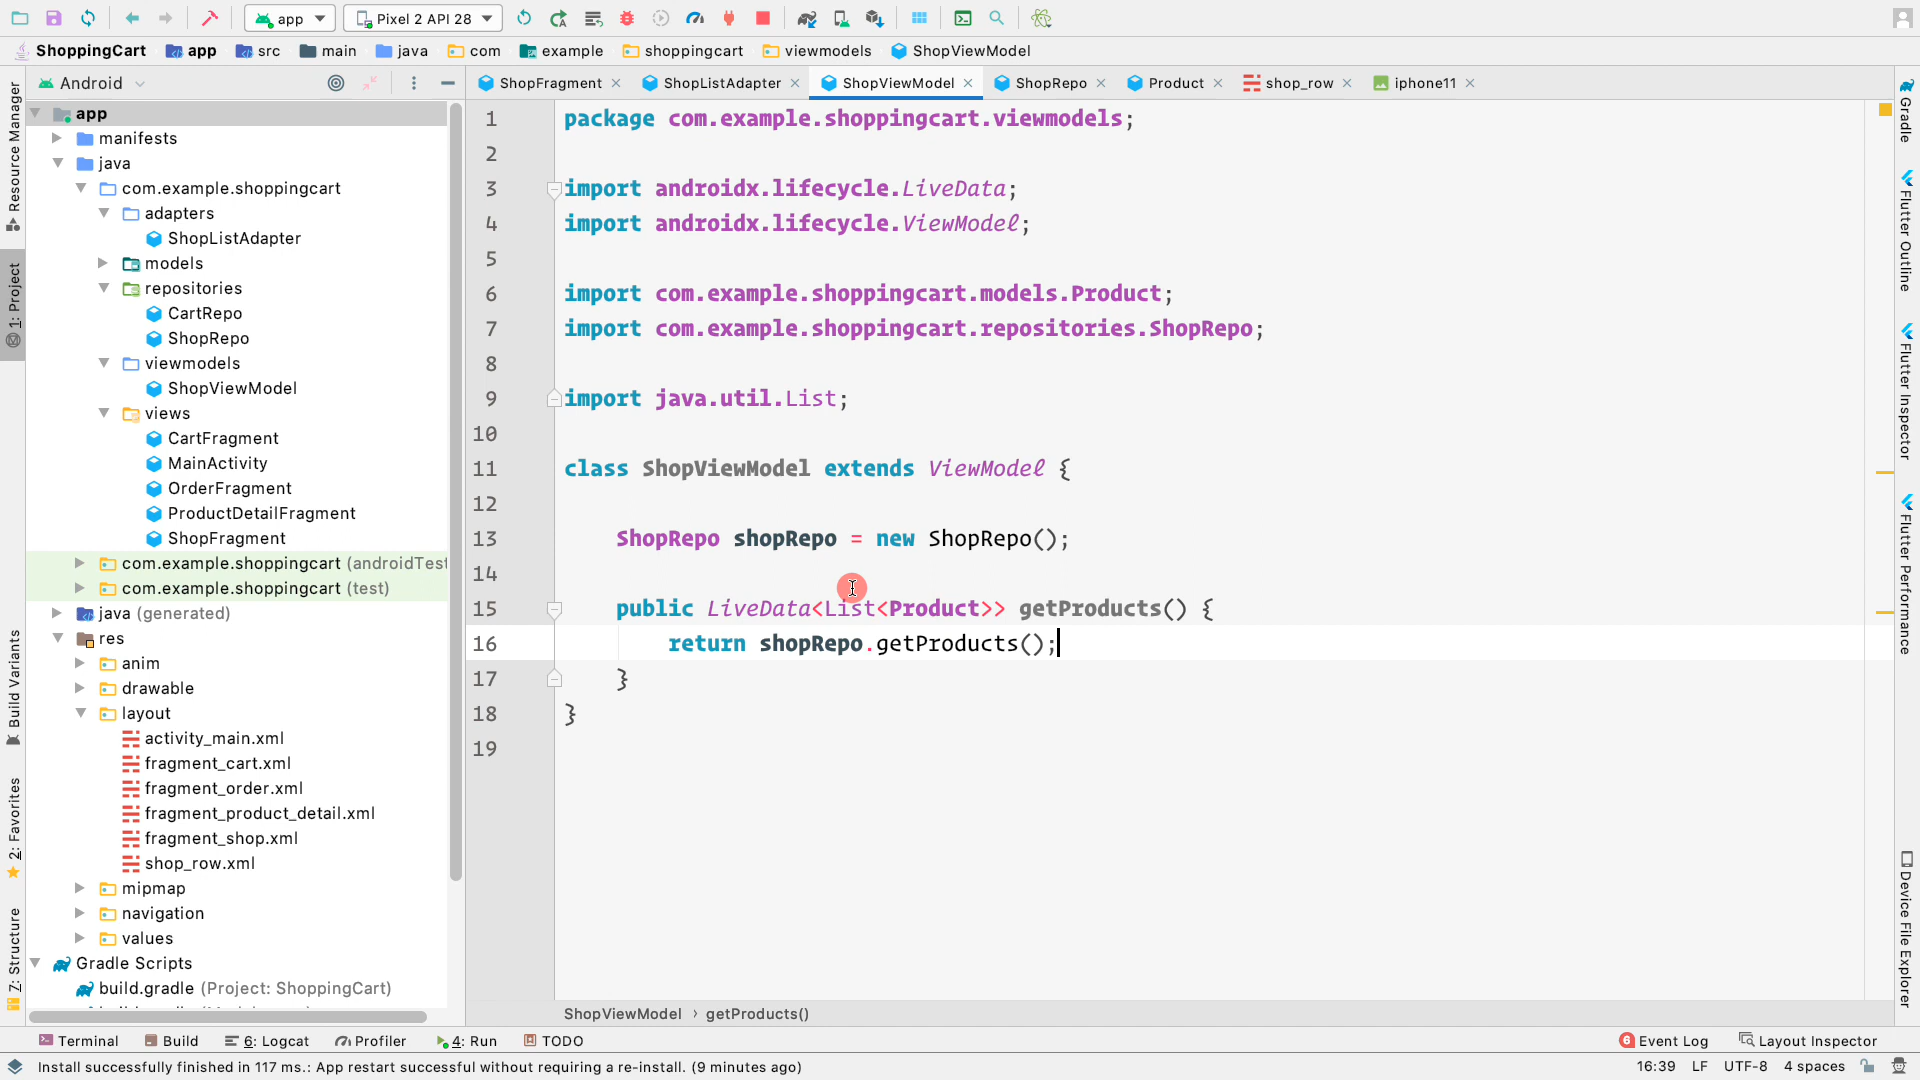 app
Pixel 2 API 28
ShoppingCart app src main java com example shoppingcart viewmodels ShopViewModel
Android
ShopFragment ShopListAdapter ShopViewModel ShopRepo Product shop_row iphone11
Resource Manager
1: Project
Build Variants
2: Favorites
7: Structure
app
manifests
java
com.example.shoppingcart
adapters
ShopListAdapter
models
repositories
CartRepo
ShopRepo
viewmodels
ShopViewModel
views
CartFragment
MainActivity
OrderFragment
ProductDetailFragment
ShopFragment
com.example.shoppingcart (androidTest
com.example.shoppingcart (test)
java (generated)
res
anim
drawable
layout
activity_main.xml
fragment_cart.xml
fragment_order.xml
fragment_product_detail.xml
fragment_shop.xml
shop_row.xml
mipmap
navigation
values
Gradle Scripts
build.gradle (Project: ShoppingCart)
1 package com.example.shoppingcart.viewmodels;
2
3 import androidx.lifecycle.LiveData;
4 import androidx.lifecycle.ViewModel;
5
6 import com.example.shoppingcart.models.Product;
7 import com.example.shoppingcart.repositories.ShopRepo;
8
9 import java.util.List;
10
11 class ShopViewModel extends ViewModel {
12
13 ShopRepo shopRepo = new ShopRepo();
14
15 public LiveData<List<Product>> getProducts() {
16 return shopRepo.getProducts();
17 }
18 }
19
ShopViewModel › getProducts()
Gradle
Flutter Outline
Flutter Inspector
Flutter Performance
Device File Explorer
Terminal Build 6: Logcat Profiler 4: Run TODO 6 Event Log Layout Inspector
Install successfully finished in 117 ms.: App restart successful without requiring a re-install. (9 minutes ago) 16:39 LF UTF-8 4 spaces